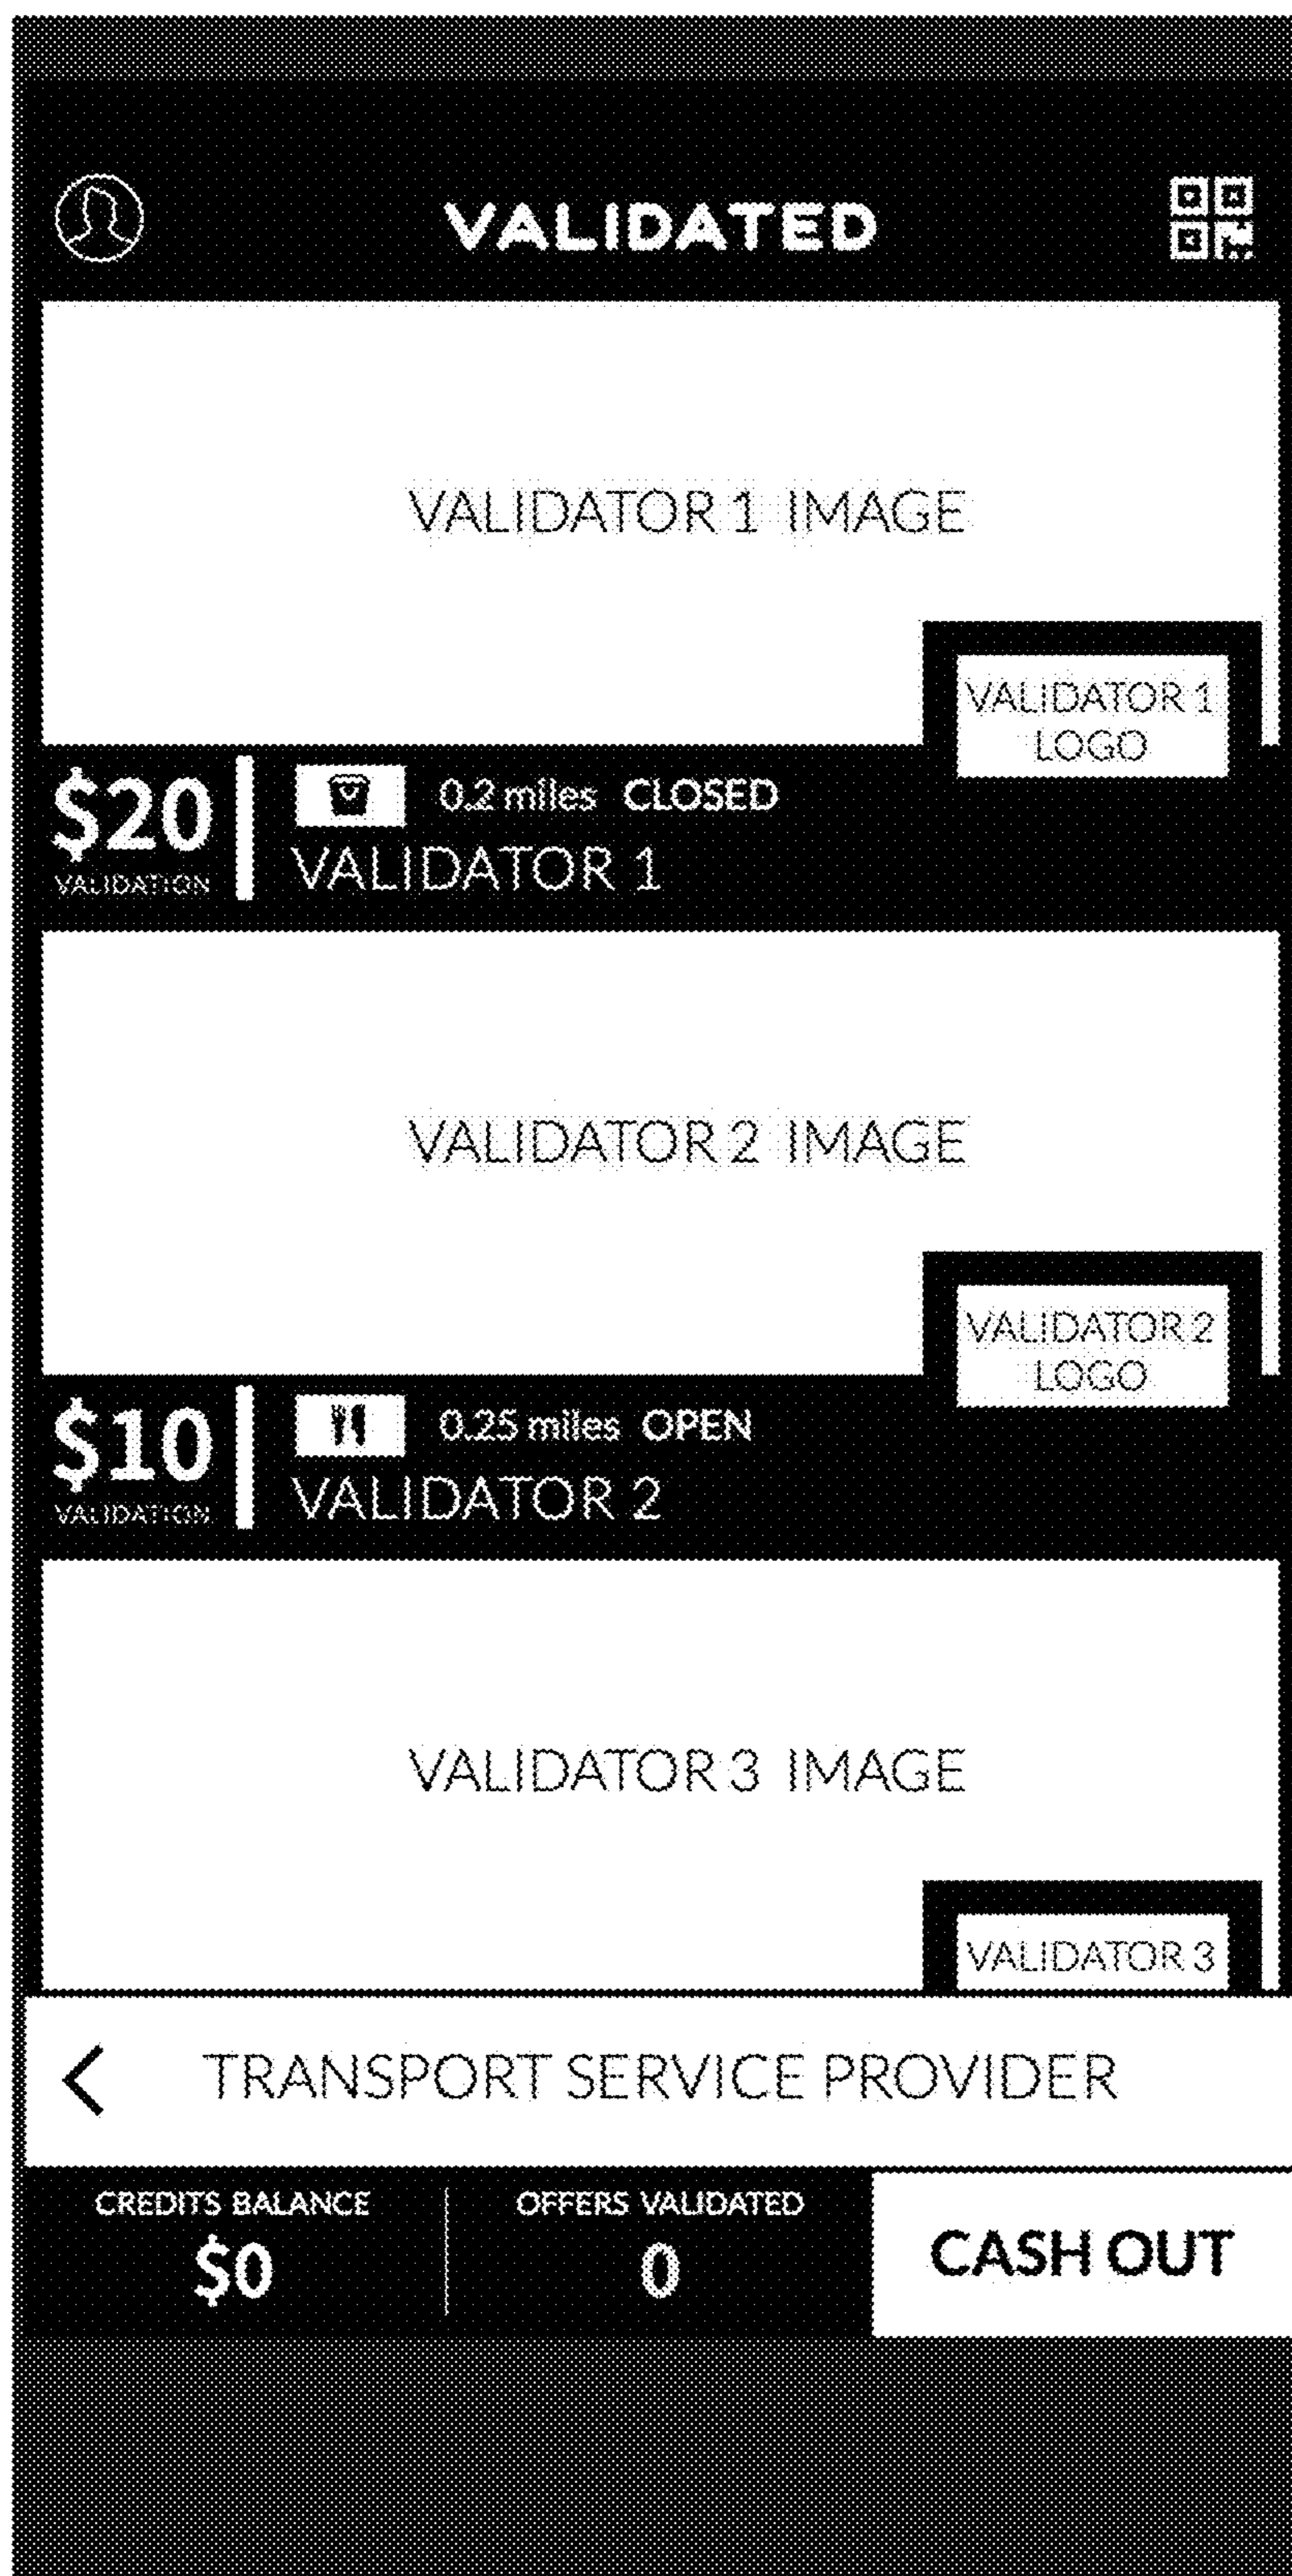 VALIDATED
VALIDATOR 1 IMAGE
VALIDATOR 1
LOGO
$20
VALIDATION
0.2 miles CLOSED
VALIDATOR 1
VALIDATOR 2 IMAGE
VALIDATOR 2
LOGO
$10
VALIDATION
0.25 miles OPEN
VALIDATOR 2
VALIDATOR 3 IMAGE
VALIDATOR 3
TRANSPORT SERVICE PROVIDER
CREDITS BALANCE
$0
OFFERS VALIDATED
0
CASH OUT